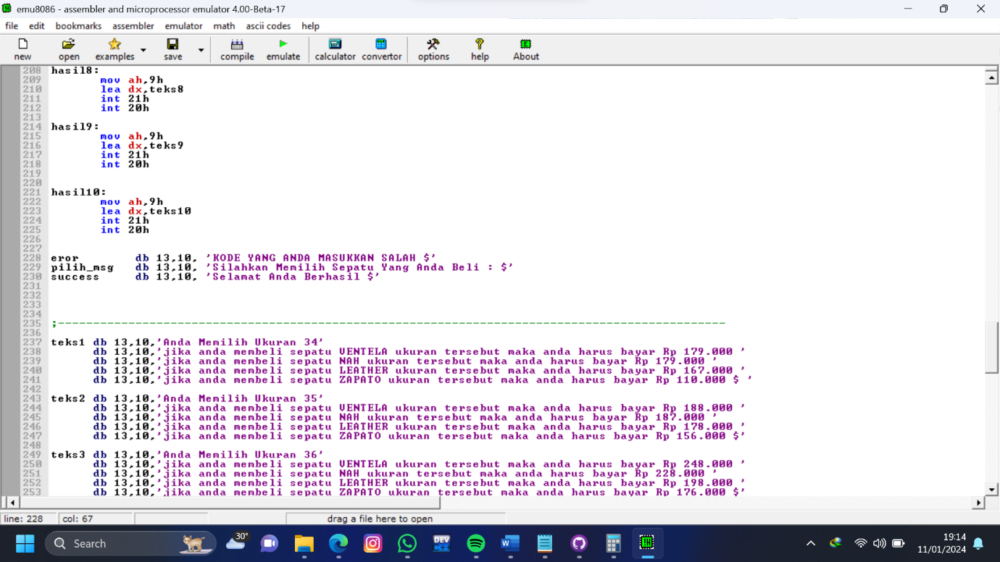 emu8086 - assembler and microprocessor emulator 4.00-Beta-17
file edit bookmarks assembler emulator math ascii codes help
new open examples save compile emulate calculator convertor options help About
208 hasil8:
209 mov ah,9h
210 lea dx,teks8
211 int 21h
212 int 20h
213
214 hasil9:
215 mov ah,9h
216 lea dx,teks9
217 int 21h
218 int 20h
219
220
221 hasil10:
222 mov ah,9h
223 lea dx,teks10
224 int 21h
225 int 20h
226
227
228 eror db 13,10, 'KODE YANG ANDA MASUKKAN SALAH $'
229 pilih_msg db 13,10, 'Silahkan Memilih Sepatu Yang Anda Beli : $'
230 success db 13,10, 'Selamat Anda Berhasil $'
231
232
233
234
235 ;-----------------------------------------------------------------------------------------------
236
237 teks1 db 13,10,'Anda Memilih Ukuran 34'
238 db 13,10,'jika anda membeli sepatu VENTELA ukuran tersebut maka anda harus bayar Rp 179.000 '
239 db 13,10,'jika anda membeli sepatu NAH ukuran tersebut maka anda harus bayar Rp 179.000 '
240 db 13,10,'jika anda membeli sepatu LEATHER ukuran tersebut maka anda harus bayar Rp 167.000 '
241 db 13,10,'jika anda membeli sepatu ZAPATO ukuran tersebut maka anda harus bayar Rp 110.000 $ '
242
243 teks2 db 13,10,'Anda Memilih Ukuran 35'
244 db 13,10,'jika anda membeli sepatu VENTELA ukuran tersebut maka anda harus bayar Rp 188.000 '
245 db 13,10,'jika anda membeli sepatu NAH ukuran tersebut maka anda harus bayar Rp 187.000 '
246 db 13,10,'jika anda membeli sepatu LEATHER ukuran tersebut maka anda harus bayar Rp 178.000 '
247 db 13,10,'jika anda membeli sepatu ZAPATO ukuran tersebut maka anda harus bayar Rp 156.000 $'
248
249 teks3 db 13,10,'Anda Memilih Ukuran 36'
250 db 13,10,'jika anda membeli sepatu VENTELA ukuran tersebut maka anda harus bayar Rp 248.000 '
251 db 13,10,'jika anda membeli sepatu NAH ukuran tersebut maka anda harus bayar Rp 228.000 '
252 db 13,10,'jika anda membeli sepatu LEATHER ukuran tersebut maka anda harus bayar Rp 198.000 '
253 db 13,10,'jika anda membeli sepatu ZAPATO ukuran tersebut maka anda harus bayar Rp 176.000 $'
line: 228 col: 67 drag a file here to open
Search 30° DEV C++ W 19:14
11/01/2024